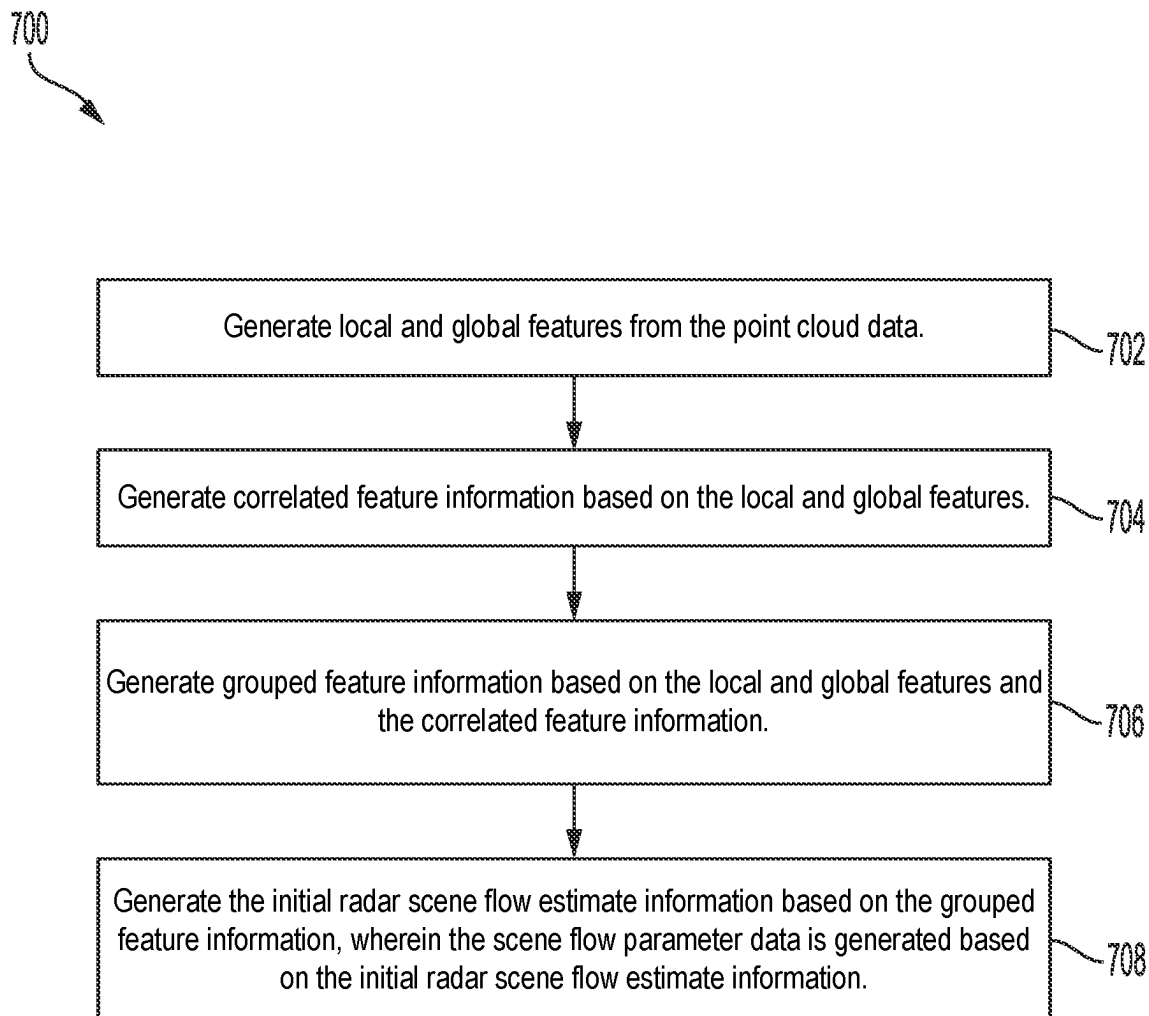 700
Generate local and global features from the point cloud data.
702
Generate correlated feature information based on the local and global features.
704
Generate grouped feature information based on the local and global features and
the correlated feature information.
706
Generate the initial radar scene flow estimate information based on the grouped
feature information, wherein the scene flow parameter data is generated based
on the initial radar scene flow estimate information.
708